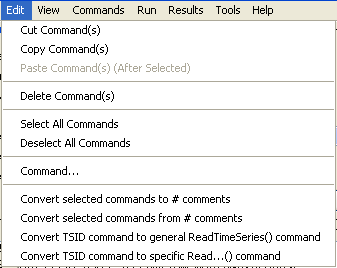 Edit View Commands Run Results Tools Help
Cut Command(s)
Copy Command(s)
Paste Command(s) (After Selected)
Delete Command(s)
Select All Commands
Deselect All Commands
Command...
Convert selected commands to # comments
Convert selected commands from # comments
Convert TSID command to general ReadTimeSeries() command
Convert TSID command to specific Read...() command